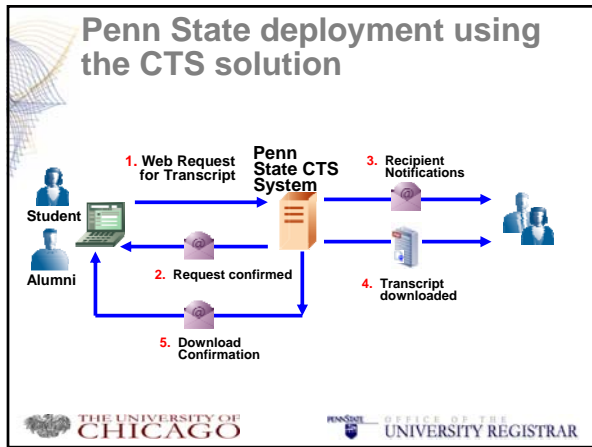 Penn State deployment using
the CTS solution
1. Web Request
for Transcript
Penn
State CTS
System
3. Recipient
Notifications
Student
Alumni
2. Request confirmed
4. Transcript
downloaded
5. Download
Confirmation
THE UNIVERSITY OF
CHICAGO
PENNSTATE
OFFICE OF THE
UNIVERSITY REGISTRAR